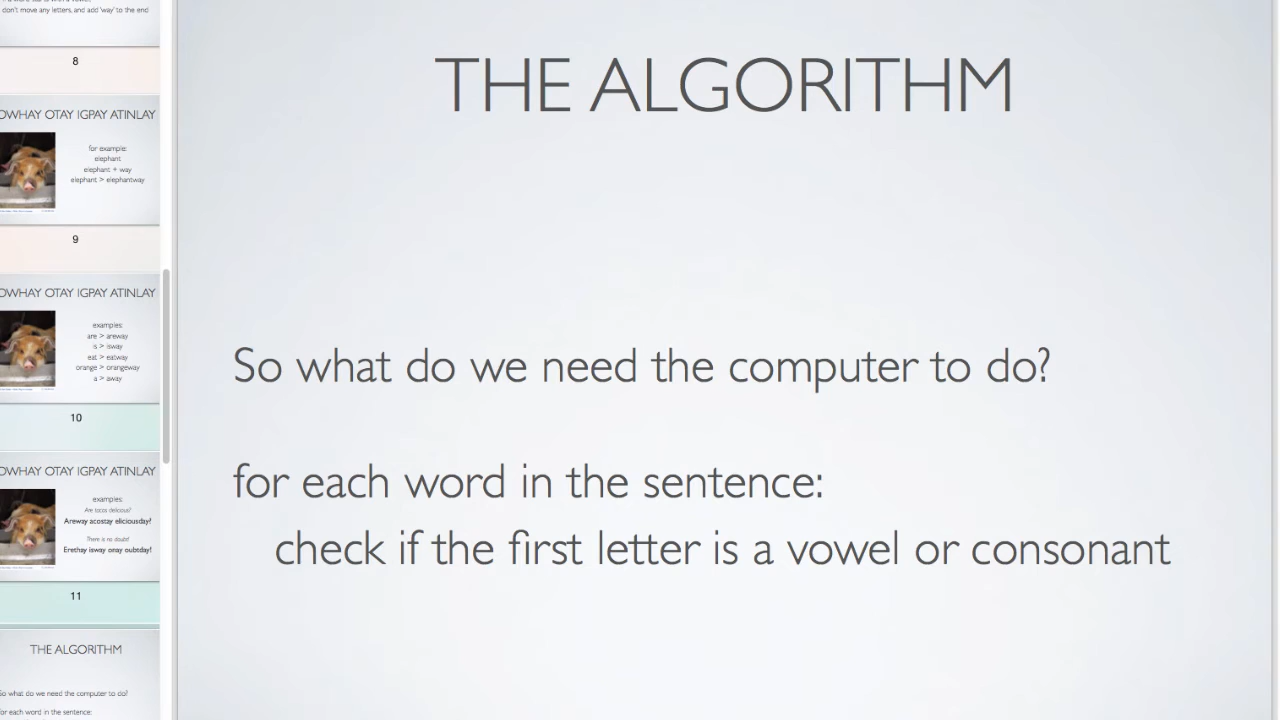 don't move any letters, and add 'way' to the end
8
OWHAY OTAY IGPAY ATINLAY
for example:
elephant
elephant + way
elephant > elephantway
9
OWHAY OTAY IGPAY ATINLAY
examples:
are > areway
is > isway
eat > eatway
orange > orangeway
a > away
10
OWHAY OTAY IGPAY ATINLAY
examples:
Are tacos delicious?
Areway acostay eliciousday?
There is no doubt!
Erethay isway onay oubtday!
11
THE ALGORITHM
So what do we need the computer to do?
for each word in the sentence:
THE ALGORITHM
So what do we need the computer to do?
for each word in the sentence:
check if the first letter is a vowel or consonant